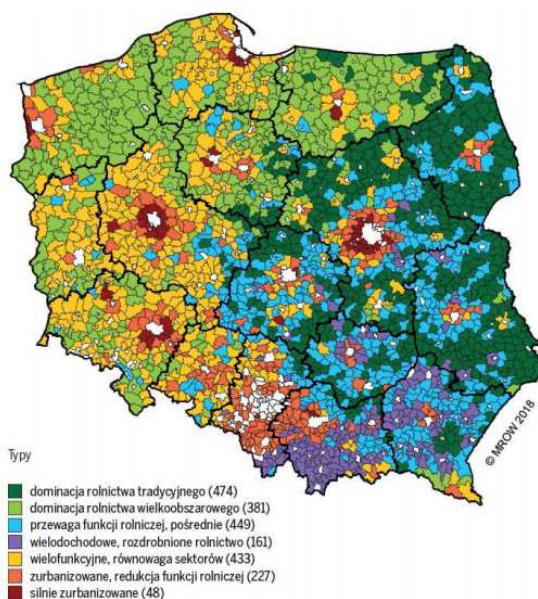 © MROW 2018
Typy
dominacja rolnictwa tradycyjnego (474)
dominacja rolnictwa wielkoobszarowego (381)
przewaga funkcji rolniczej, pośrednie (449)
wielodochodowe, rozdrobnione rolnictwo (161)
wielofunkcyjne, równowaga sektorów (433)
zurbanizowane, redukcja funkcji rolniczej (227)
silnie zurbanizowane (48)